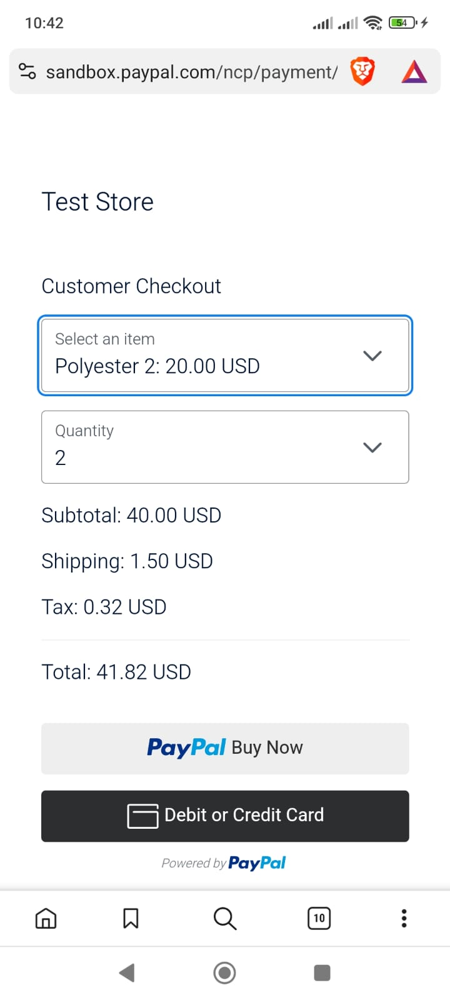 10:42
54
sandbox.paypal.com/ncp/payment/
Test Store
Customer Checkout
Select an item
Polyester 2: 20.00 USD
Quantity
2
Subtotal: 40.00 USD
Shipping: 1.50 USD
Tax: 0.32 USD
Total: 41.82 USD
PayPal Buy Now
Debit or Credit Card
Powered by PayPal
10